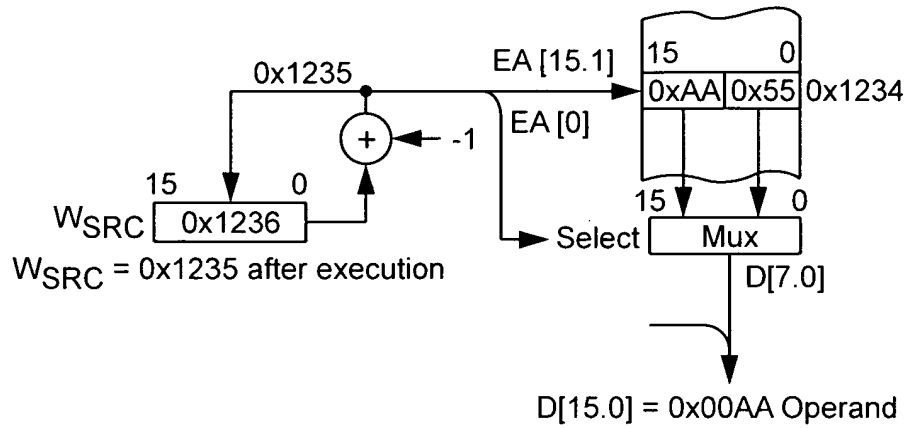 15 0
0x1235
EA [15.1]
0xAA 0x55 0x1234
EA [0]
+ -1
15 0
WSRC 0x1236
15 0
Select Mux
WSRC = 0x1235 after execution
D[7.0]
D[15.0] = 0x00AA Operand